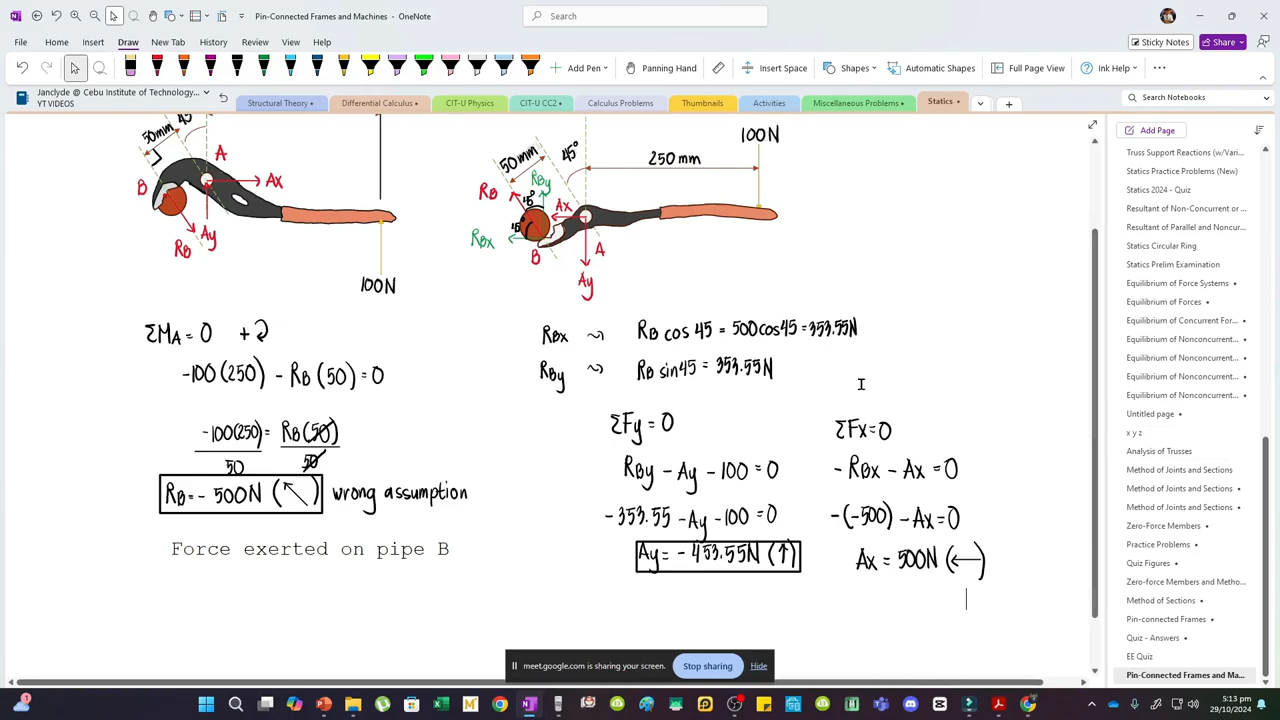 Pin-Connected Frames and Machines - OneNote
Search
File Home Insert Draw New Tab History Review View Help
Sticky Notes Share
Add Pen Panning Hand Insert Space Shapes Automatic Shapes Full Page View Ink Help
Janclyde @ Cebu Institute of Technology...
YT VIDEOS
Structural Theory Differential Calculus CIT-U Physics CIT-U CC2 Calculus Problems Thumbnails Activities Miscellaneous Problems Statics
Search Notebooks
Add Page
Truss Support Reactions (w/Vari...
Statics Practice Problems (New)
Statics 2024 - Quiz
Resultant of Non-Concurrent or ...
Resultant of Parallel and Noncur...
Statics Circular Ring
Statics Prelim Examination
Equilibrium of Force Systems
Equilibrium of Forces
Equilibrium of Concurrent For...
Equilibrium of Nonconcurrent...
Equilibrium of Nonconcurrent...
Equilibrium of Nonconcurrent...
Equilibrium of Nonconcurrent...
Untitled page
x y z
Analysis of Trusses
Method of Joints and Sections
Method of Joints and Sections
Method of Joints and Sections
Zero-Force Members
Practice Problems
Quiz Figures
Zero-force Members and Metho...
Method of Sections
Pin-connected Frames
Quiz - Answers
EE Quiz
Pin-Connected Frames and Ma...
50mm
45°
A
B
Ax
Ay
RB
100N
50mm
45°
250 mm
100N
RB
RBy
45°
Ax
45°
RBx
B
A
Ay
ΣMA = 0 +
-100(250) - RB(50) = 0
-100(250) = RB(50)
50 50
RB = - 500N (↖) wrong assumption
Force exerted on pipe B
RBx ~> RB cos 45 = 500cos45 = 353.55N
RBy ~> RB sin45 = 353.55N
ΣFy = 0
RBy - Ay - 100 = 0
-353.55 - Ay - 100 = 0
Ay = - 453.55N (↑)
ΣFx = 0
- RBx - Ax = 0
-(-500) - Ax = 0
Ax = 500N (←)
meet.google.com is sharing your screen. Stop sharing Hide
1
5:13 pm
29/10/2024